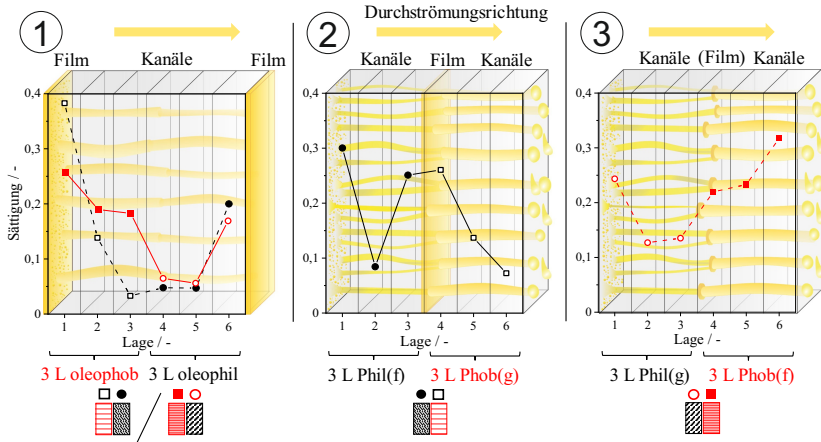 Durchströmungsrichtung
1
Film Kanäle Film
Sättigung / -
0,4
0,3
0,2
0,1
0
1 2 3 4 5 6
Lage / -
3 L oleophob 3 L oleophil
2
Kanäle Film Kanäle
0,4
0,3
0,2
0,1
0
1 2 3 4 5 6
Lage / -
3 L Phil(f) 3 L Phob(g)
3
Kanäle (Film) Kanäle
0,4
0,3
0,2
0,1
0
1 2 3 4 5 6
Lage / -
3 L Phil(g) 3 L Phob(f)